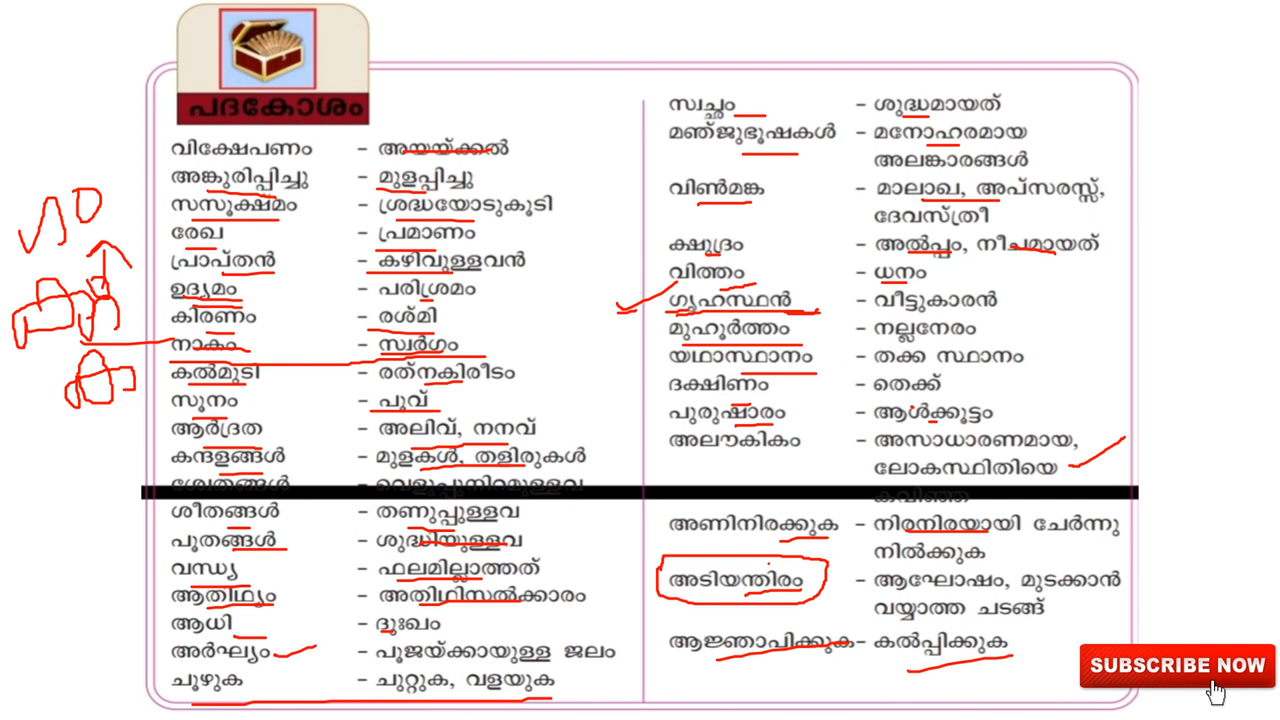 പദകോശം
വിക്ഷേപണം - അയയ്ക്കൽ
അങ്കുരിപ്പിച്ചു - മുളപ്പിച്ചു
സസൂക്ഷ്മം - ശ്രദ്ധയോടുകൂടി
രേഖ - പ്രമാണം
പ്രാപ്തൻ - കഴിവുള്ളവൻ
ഉദ്യമം - പരിശ്രമം
കിരണം - രശ്മി
നാകം - സ്വർഗം
കൽമുടി - രത്നകിരീടം
സൂനം - പൂവ്
ആർദ്രത - അലിവ്, നനവ്
കന്ദളങ്ങൾ - മുളകൾ, തളിരുകൾ
ശ്വേതങ്ങൾ - വെളുപ്പുനിറമുള്ളവ
ശീതങ്ങൾ - തണുപ്പുള്ളവ
പൂതങ്ങൾ - ശുദ്ധിയുള്ളവ
വന്ധ്യ - ഫലമില്ലാത്തത്
ആതിഥ്യം - അതിഥിസൽക്കാരം
ആധി - ദുഃഖം
അർഘ്യം - പൂജയ്ക്കായുള്ള ജലം
ചൂഴുക - ചുറ്റുക, വളയുക
സ്വച്ഛം - ശുദ്ധമായത്
മഞ്ജുഭൂഷകൾ - മനോഹരമായ
അലങ്കാരങ്ങൾ
വിൺമങ്ക - മാലാഖ, അപ്സരസ്സ്,
ദേവസ്ത്രീ
ക്ഷുദ്രം - അൽപ്പം, നീചമായത്
വിത്തം - ധനം
ഗൃഹസ്ഥൻ - വീട്ടുകാരൻ
മുഹൂർത്തം - നല്ലനേരം
യഥാസ്ഥാനം - തക്ക സ്ഥാനം
ദക്ഷിണം - തെക്ക്
പുരുഷാരം - ആൾക്കൂട്ടം
അലൗകികം - അസാധാരണമായ,
ലോകസ്ഥിതിയെ
കവിഞ്ഞ
അണിനിരക്കുക - നിരനിരയായി ചേർന്നു
നിൽക്കുക
അടിയന്തിരം - ആഘോഷം, മുടക്കാൻ
വയ്യാത്ത ചടങ്ങ്
ആജ്ഞാപിക്കുക - കൽപ്പിക്കുക
SUBSCRIBE NOW